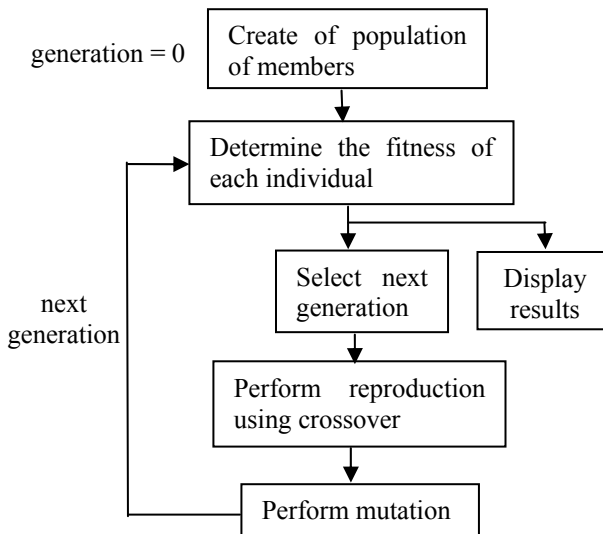 generation = 0
Create of population
of members
Determine the fitness of
each individual
Select next
generation
Display
results
next
generation
Perform reproduction
using crossover
Perform mutation